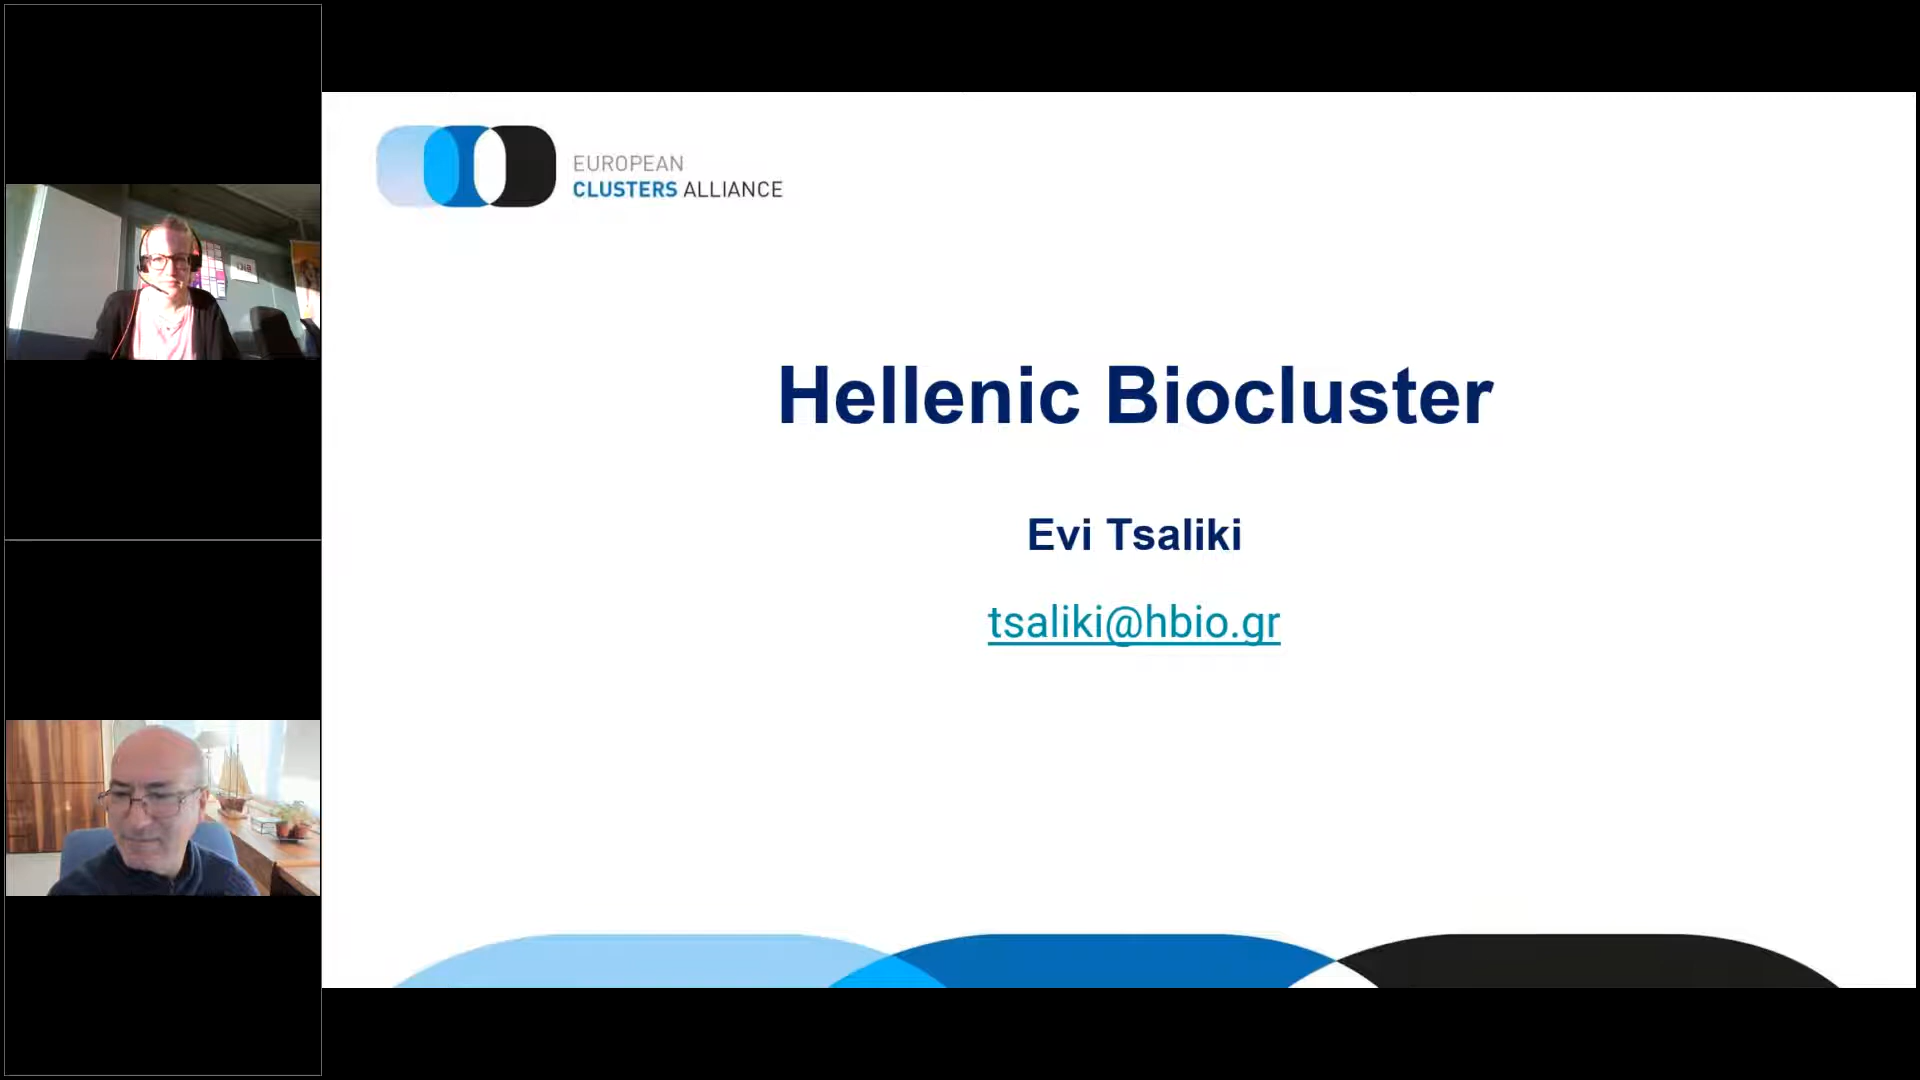 EUROPEAN
CLUSTERS ALLIANCE
Hellenic Biocluster
Evi Tsaliki
tsaliki@hbio.gr